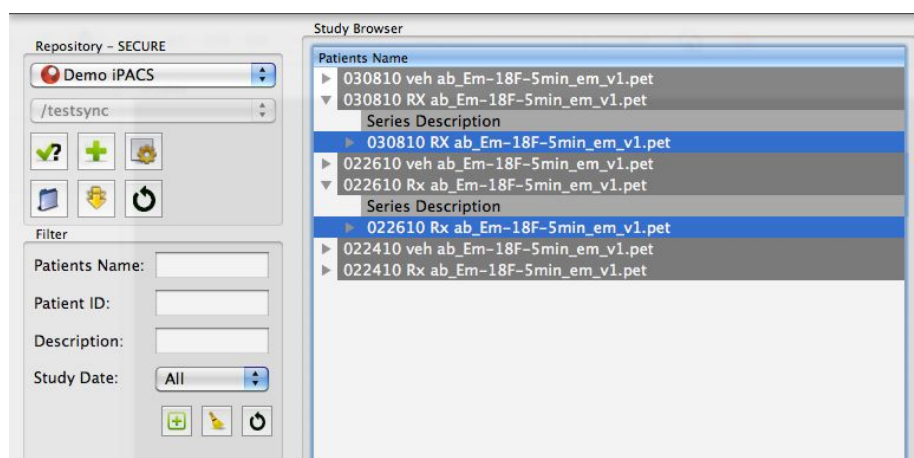 Repository – SECURE
Demo iPACS
/testsync
?
Filter
Patients Name:
Patient ID:
Description:
Study Date:
All
Study Browser
Patients Name
030810 veh ab_Em-18F-5min_em_v1.pet
030810 RX ab_Em-18F-5min_em_v1.pet
Series Description
030810 RX ab_Em-18F-5min_em_v1.pet
022610 veh ab_Em-18F-5min_em_v1.pet
022610 Rx ab_Em-18F-5min_em_v1.pet
Series Description
022610 Rx ab_Em-18F-5min_em_v1.pet
022410 veh ab_Em-18F-5min_em_v1.pet
022410 Rx ab_Em-18F-5min_em_v1.pet